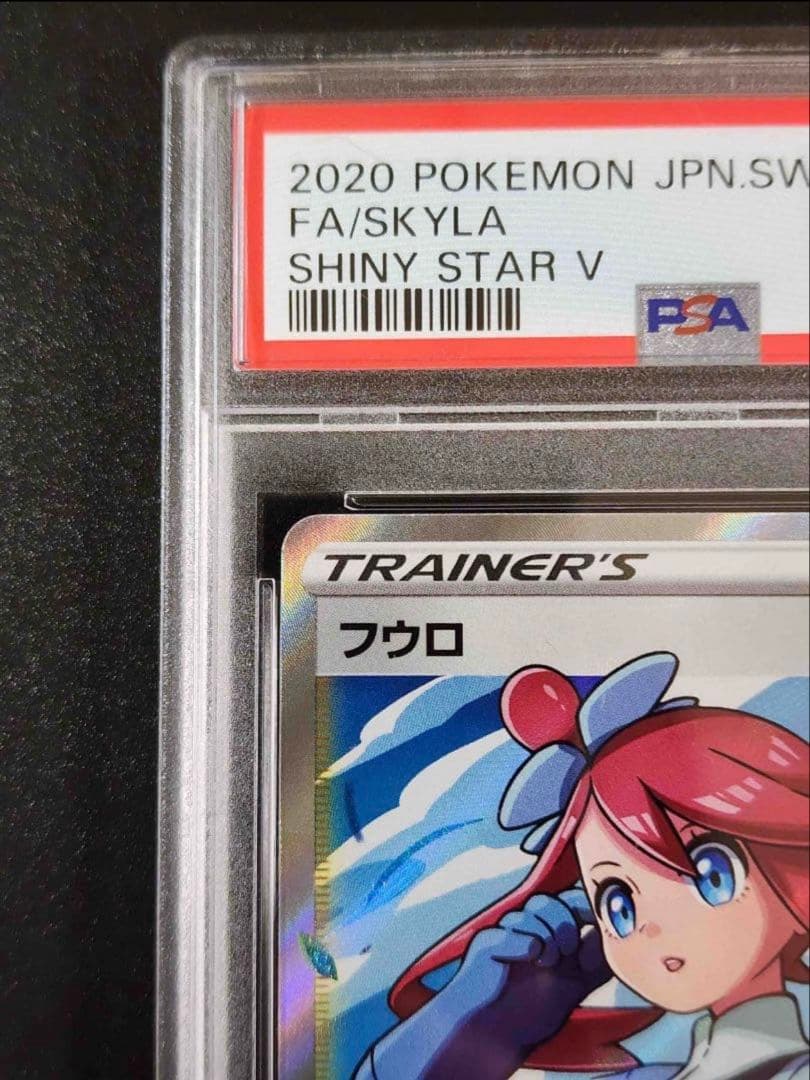 2020 POKEMON JPN.SW
FA/SKYLA
SHINY STAR V
PSA
TRAINER'S
フウロ